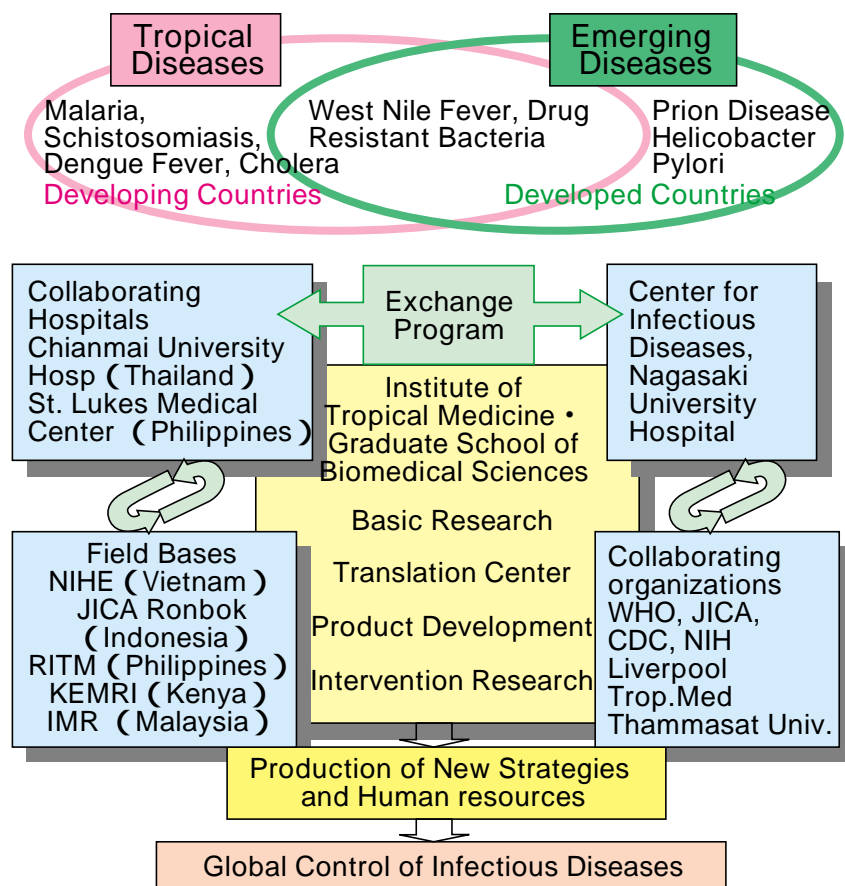 Tropical
Diseases
Emerging
Diseases
Malaria,
Schistosomiasis,
Dengue Fever, Cholera
Developing Countries
West Nile Fever, Drug
Resistant Bacteria
Prion Disease
Helicobacter
Pylori
Developed Countries
Collaborating
Hospitals
Chianmai University
Hosp (Thailand)
St. Lukes Medical
Center (Philippines)
Exchange
Program
Center for
Infectious
Diseases,
Nagasaki
University
Hospital
Institute of
Tropical Medicine・
Graduate School of
Biomedical Sciences
Basic Research
Translation Center
Product Development
Intervention Research
Field Bases
NIHE (Vietnam)
JICA Ronbok
(Indonesia)
RITM (Philippines)
KEMRI (Kenya)
IMR (Malaysia)
Collaborating
organizations
WHO, JICA,
CDC, NIH
Liverpool
Trop.Med
Thammasat Univ.
Production of New Strategies
and Human resources
Global Control of Infectious Diseases